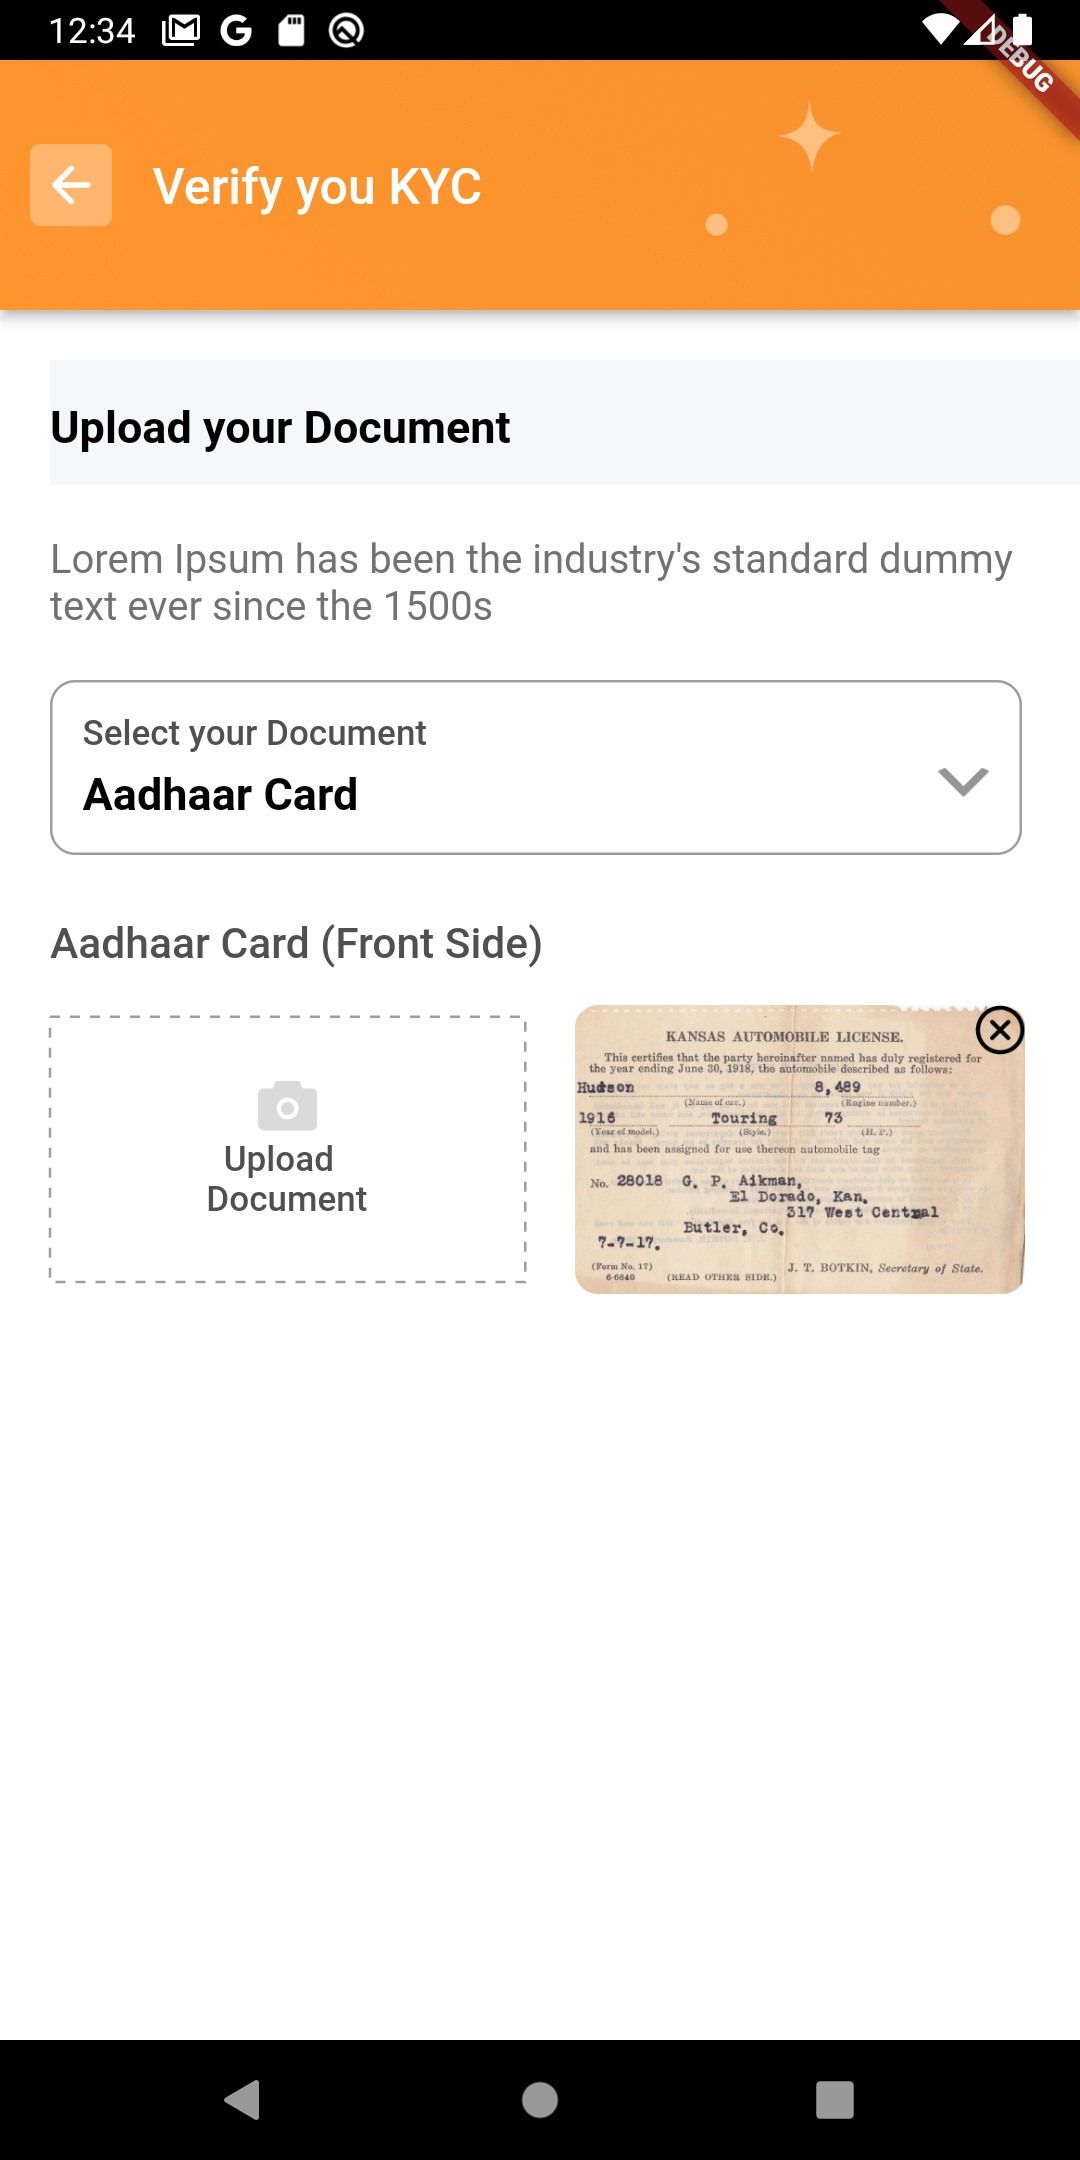 12:34
DEBUG
Verify you KYC
Upload your Document
Lorem Ipsum has been the industry's standard dummy
text ever since the 1500s
Select your Document
Aadhaar Card
Aadhaar Card (Front Side)
Upload
Document
KANSAS AUTOMOBILE LICENSE.
This certifies that the party hereinafter named has duly registered for
the year ending June 30, 1918, the automobile described as follows:
Hudson 8,489
(Name of car.) (Engine number.)
1916 Touring 73
(Year of model.) (Style.) (H. P.)
and has been assigned for use thereon automobile tag
No. 28018 G. P. Aikman,
El Dorado, Kan.
317 West Central
Butler, Co.
7-7-17.
(Form No. 17) J. T. BOTKIN, Secretary of State.
6-6640 (READ OTHER SIDE.)